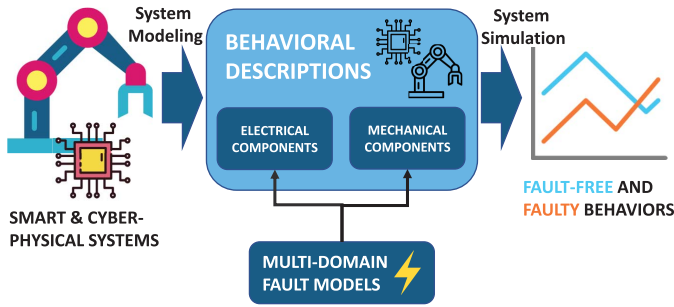 System
Modeling
BEHAVIORAL
DESCRIPTIONS
System
Simulation
ELECTRICAL
COMPONENTS
MECHANICAL
COMPONENTS
SMART & CYBER-
PHYSICAL SYSTEMS
FAULT-FREE AND
FAULTY BEHAVIORS
MULTI-DOMAIN
FAULT MODELS